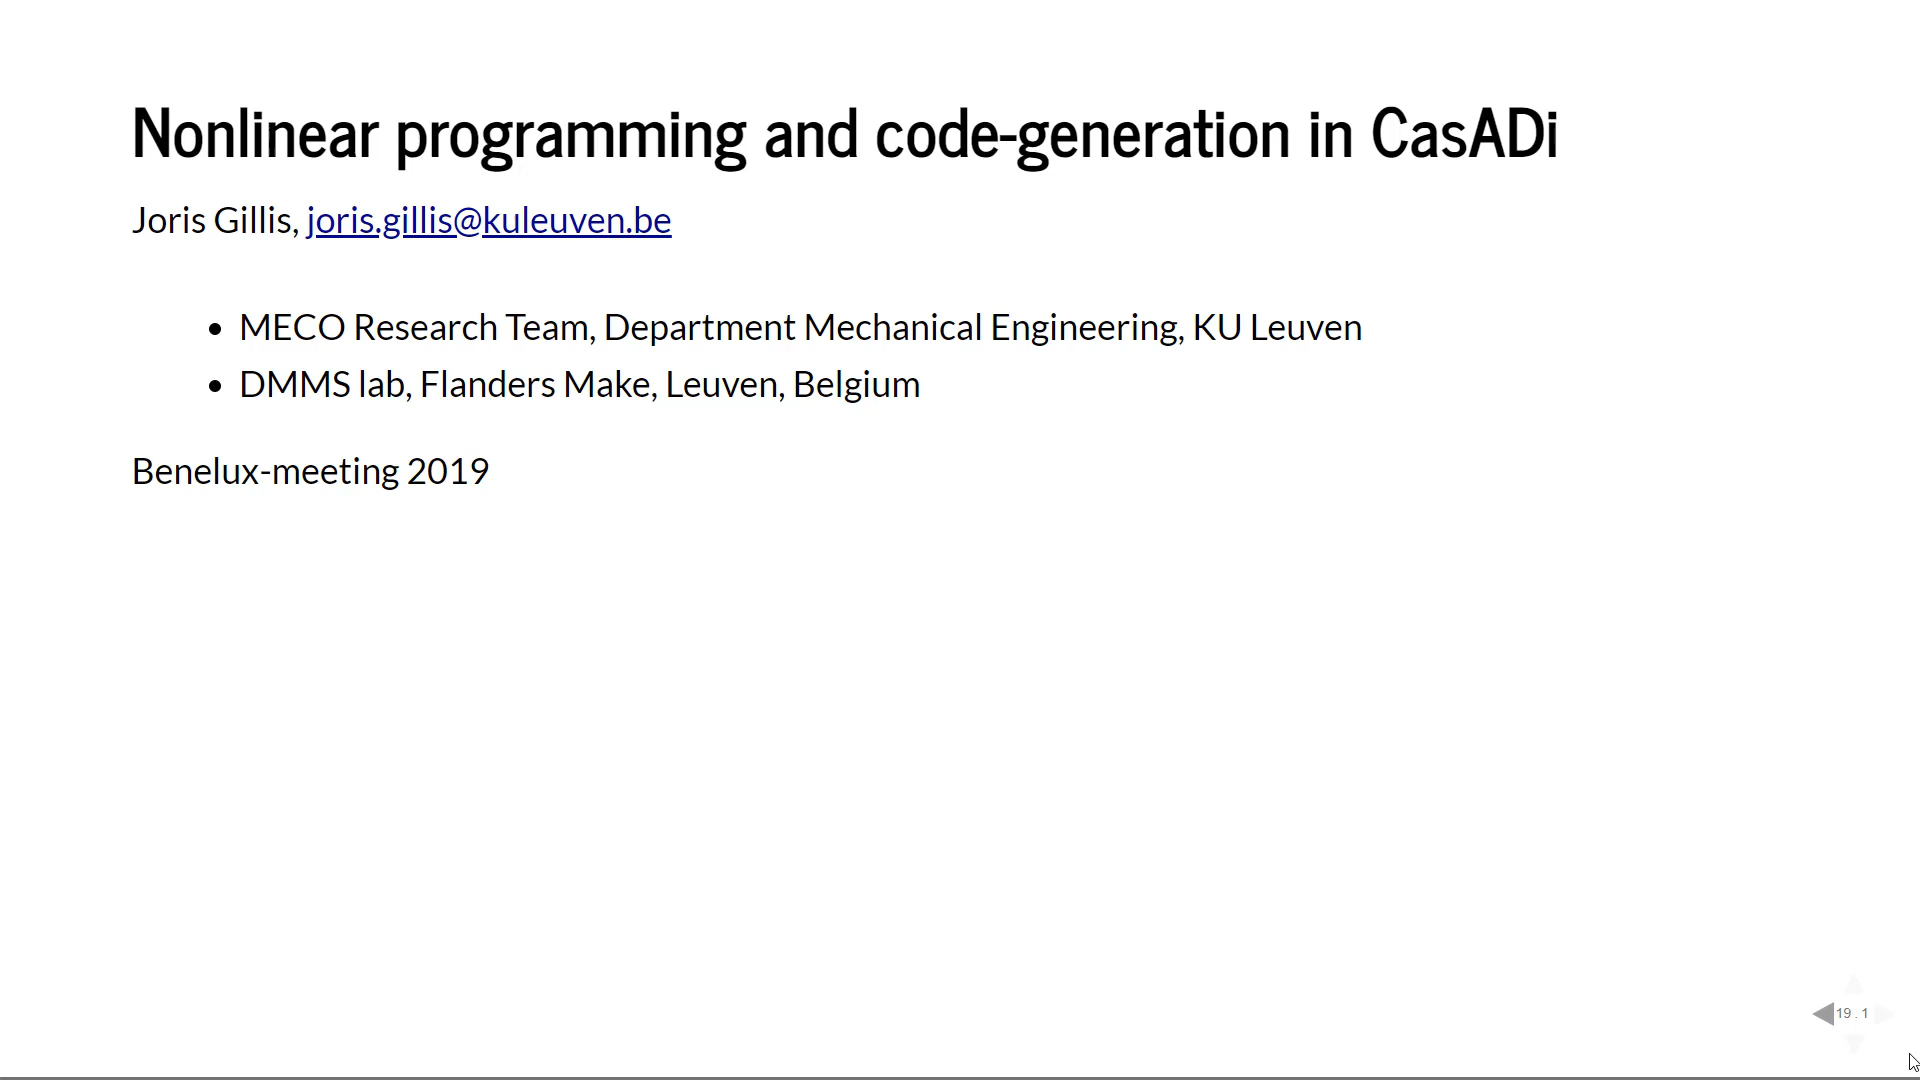 Nonlinear programming and code-generation in CasADi
Joris Gillis, joris.gillis@kuleuven.be
• MECO Research Team, Department Mechanical Engineering, KU Leuven
• DMMS lab, Flanders Make, Leuven, Belgium
Benelux-meeting 2019
19 . 1